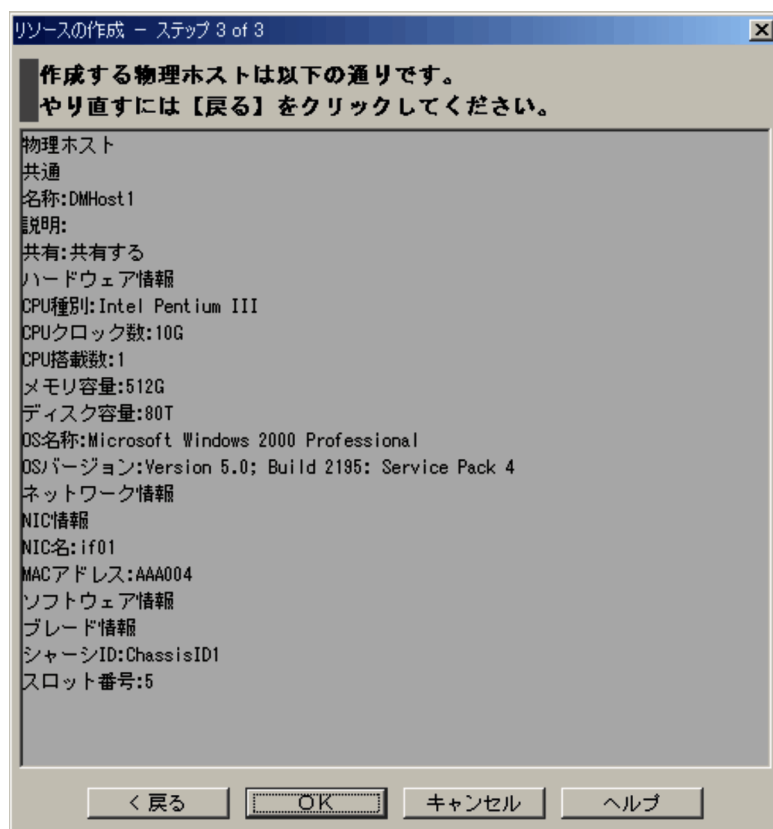 リソースの作成 － ステップ 3 of 3
作成する物理ホストは以下の通りです。
やり直すには【戻る】をクリックしてください。
物理ホスト
共通
名称:DMHost1
説明:
共有:共有する
ハードウェア情報
CPU種別:Intel Pentium III
CPUクロック数:10G
CPU搭載数:1
メモリ容量:512G
ディスク容量:80T
OS名称:Microsoft Windows 2000 Professional
OSバージョン:Version 5.0; Build 2195: Service Pack 4
ネットワーク情報
NIC情報
NIC名:if01
MACアドレス:AAA004
ソフトウェア情報
ブレード情報
シャーシID:ChassisID1
スロット番号:5
< 戻る OK キャンセル ヘルプ